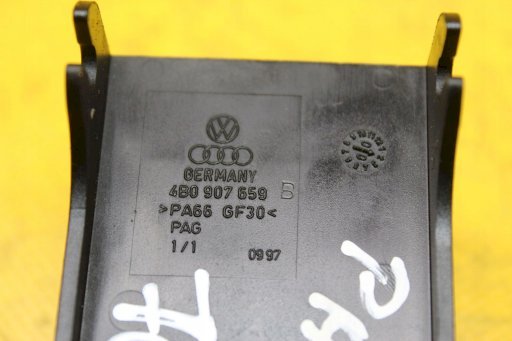 GERMANY
4B0 907 659 B
>PA66 GF30<
PAG
1/1 0997